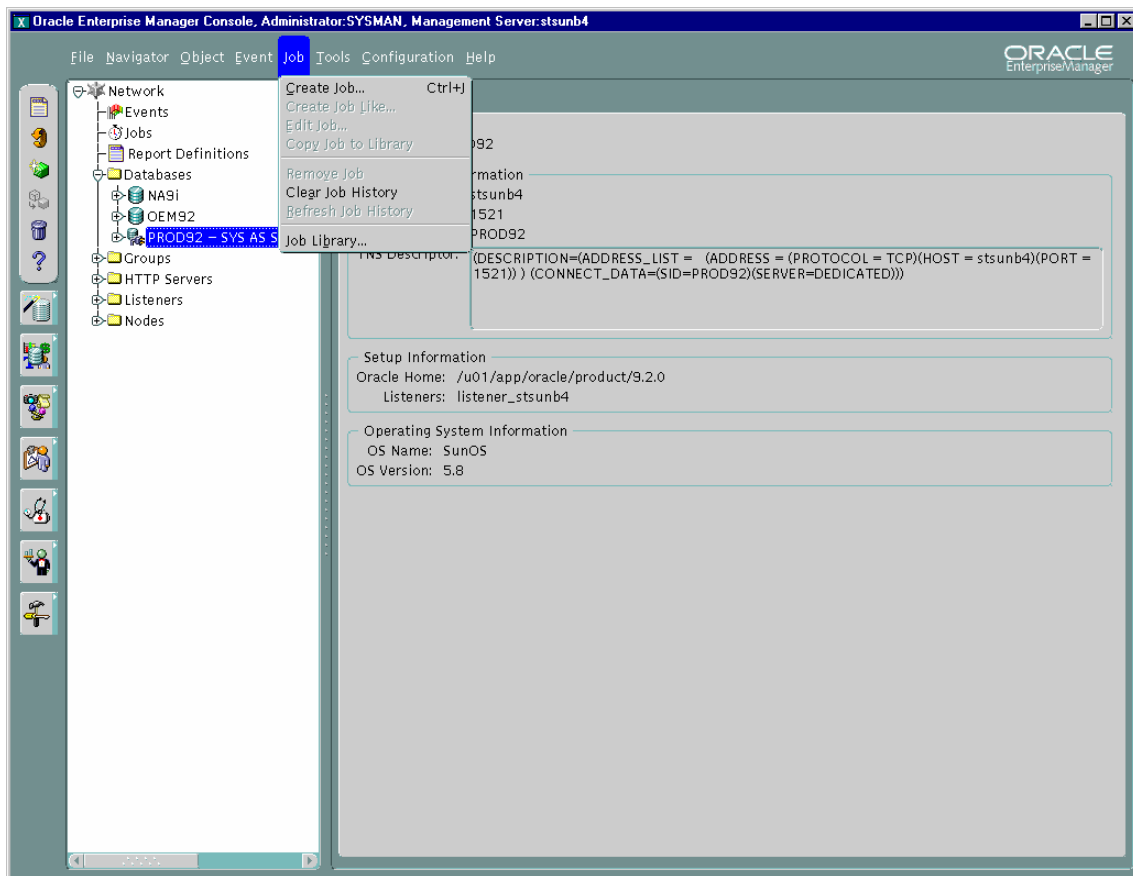 Oracle Enterprise Manager Console, Administrator:SYSMAN, Management Server:stsunb4
File Navigator Object Event Job Tools Configuration Help
ORACLE
EnterpriseManager
Network
Events
Jobs
Report Definitions
Databases
NA9i
OEM92
PROD92 – SYS AS S
Groups
HTTP Servers
Listeners
Nodes
Create Job... Ctrl+J
Create Job Like...
Edit Job...
Copy Job to Library
Remove Job
Clear Job History
Refresh Job History
Job Library...
D92
rmation
stsunb4
1521
PROD92
TNS Descriptor: (DESCRIPTION=(ADDRESS_LIST = (ADDRESS = (PROTOCOL = TCP)(HOST = stsunb4)(PORT =
1521)) ) (CONNECT_DATA=(SID=PROD92)(SERVER=DEDICATED)))
Setup Information
Oracle Home: /u01/app/oracle/product/9.2.0
Listeners: listener_stsunb4
Operating System Information
OS Name: SunOS
OS Version: 5.8